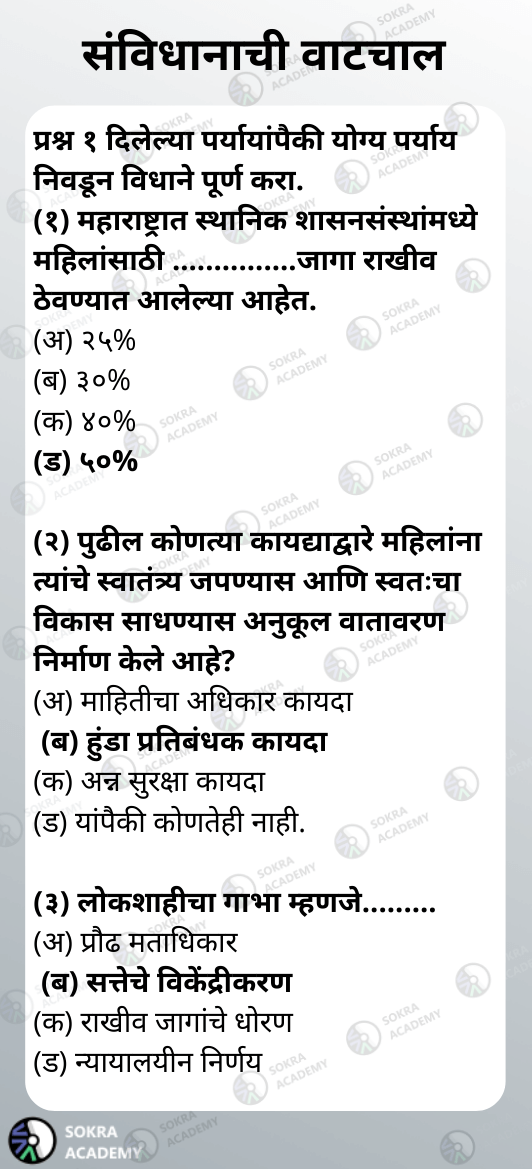 संविधानाची वाटचाल
प्रश्न १ दिलेल्या पर्यायांपैकी योग्य पर्याय
निवडून विधाने पूर्ण करा.
(१) महाराष्ट्रात स्थानिक शासनसंस्थांमध्ये
महिलांसाठी ...............जागा राखीव
ठेवण्यात आलेल्या आहेत.
(अ) २५%
(ब) ३०%
(क) ४०%
(ड) ५०%
(२) पुढील कोणत्या कायद्याद्वारे महिलांना
त्यांचे स्वातंत्र्य जपण्यास आणि स्वतःचा
विकास साधण्यास अनुकूल वातावरण
निर्माण केले आहे?
(अ) माहितीचा अधिकार कायदा
(ब) हुंडा प्रतिबंधक कायदा
(क) अन्न सुरक्षा कायदा
(ड) यांपैकी कोणतेही नाही.
(३) लोकशाहीचा गाभा म्हणजे.........
(अ) प्रौढ मताधिकार
(ब) सत्तेचे विकेंद्रीकरण
(क) राखीव जागांचे धोरण
(ड) न्यायालयीन निर्णय
SOKRA
ACADEMY